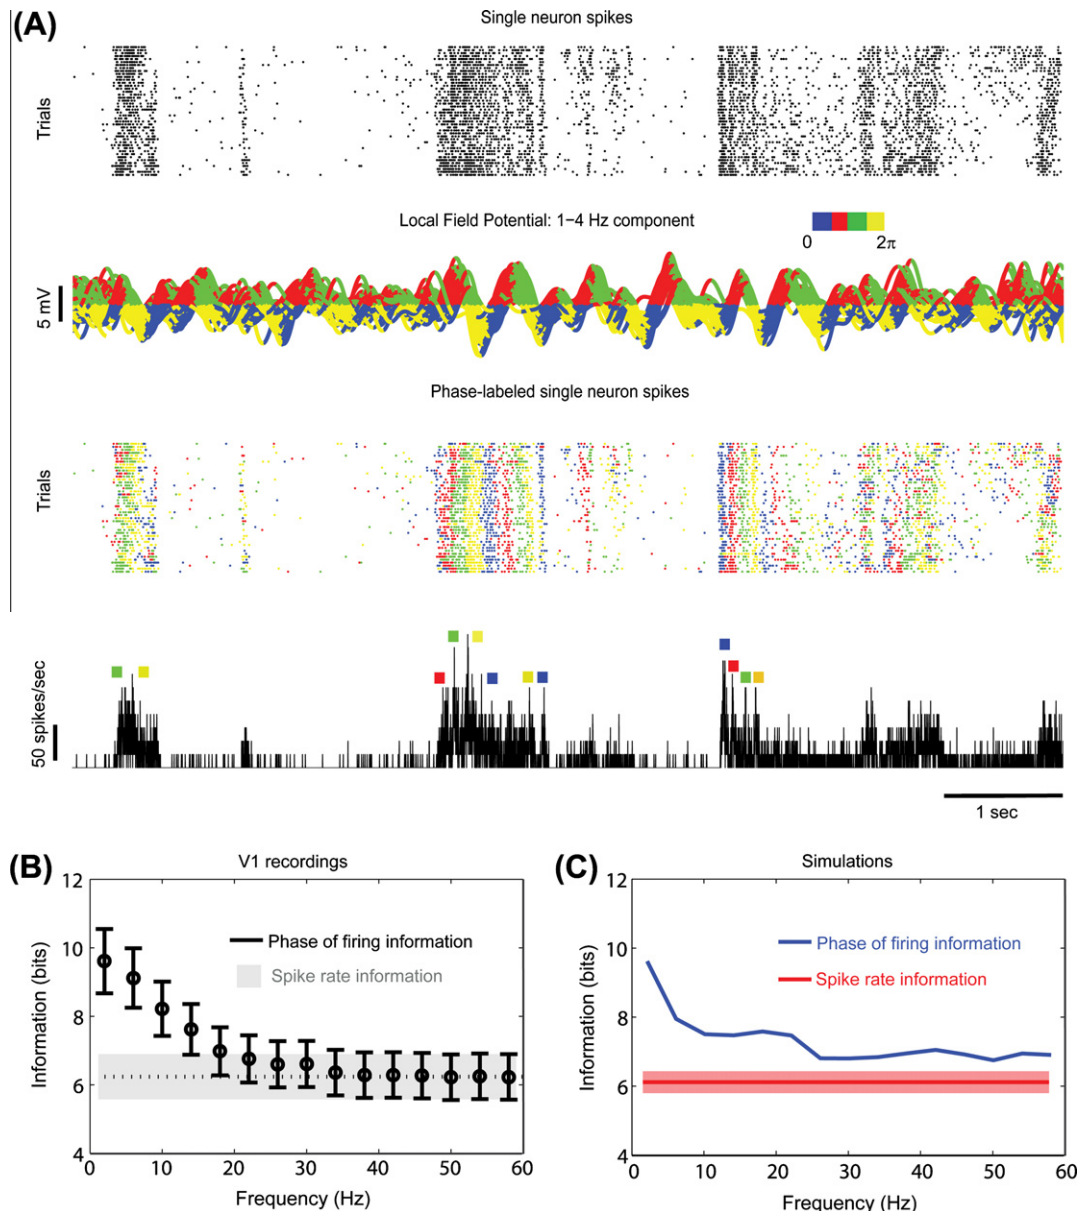 (A)
Single neuron spikes
Trials
Local Field Potential: 1−4 Hz component
0 2π
5 mV
Phase-labeled single neuron spikes
Trials
50 spikes/sec
1 sec
(B)
V1 recordings
12
10
8
6
4
Information (bits)
Phase of firing information
Spike rate information
0 10 20 30 40 50 60
Frequency (Hz)
(C)
Simulations
12
10
8
6
4
Information (bits)
Phase of firing information
Spike rate information
0 10 20 30 40 50 60
Frequency (Hz)